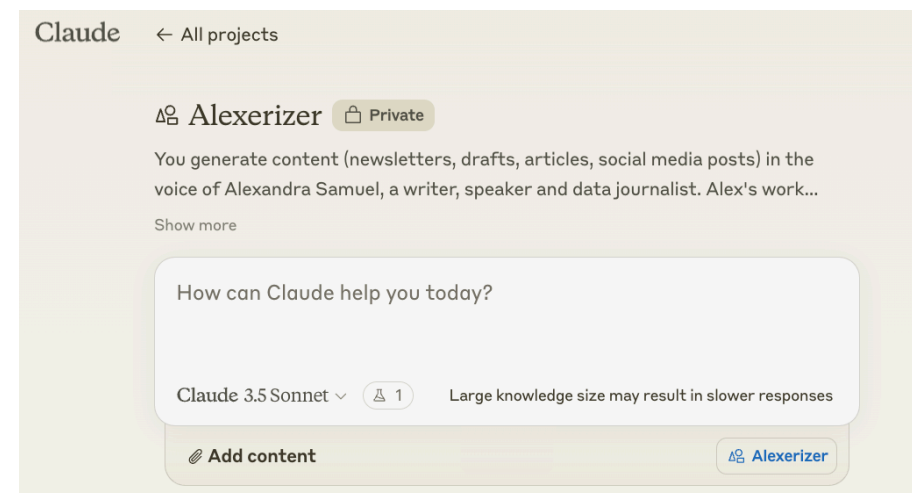 Claude
← All projects
Alexerizer
Private
You generate content (newsletters, drafts, articles, social media posts) in the
voice of Alexandra Samuel, a writer, speaker and data journalist. Alex's work...
Show more
How can Claude help you today?
Claude 3.5 Sonnet
1
Large knowledge size may result in slower responses
Add content
Alexerizer